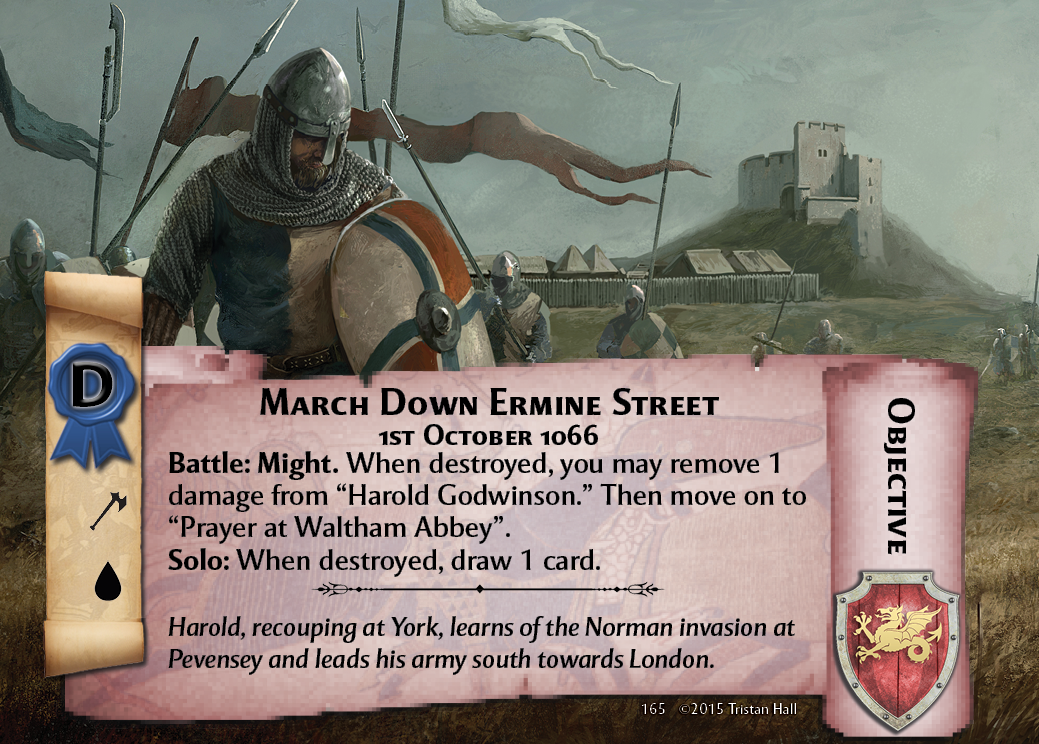 D
March Down Ermine Street
1st October 1066
Battle: Might. When destroyed, you may remove 1
damage from “Harold Godwinson.” Then move on to
“Prayer at Waltham Abbey”.
Solo: When destroyed, draw 1 card.
Harold, recouping at York, learns of the Norman invasion at
Pevensey and leads his army south towards London.
Objective
165 ©2015 Tristan Hall